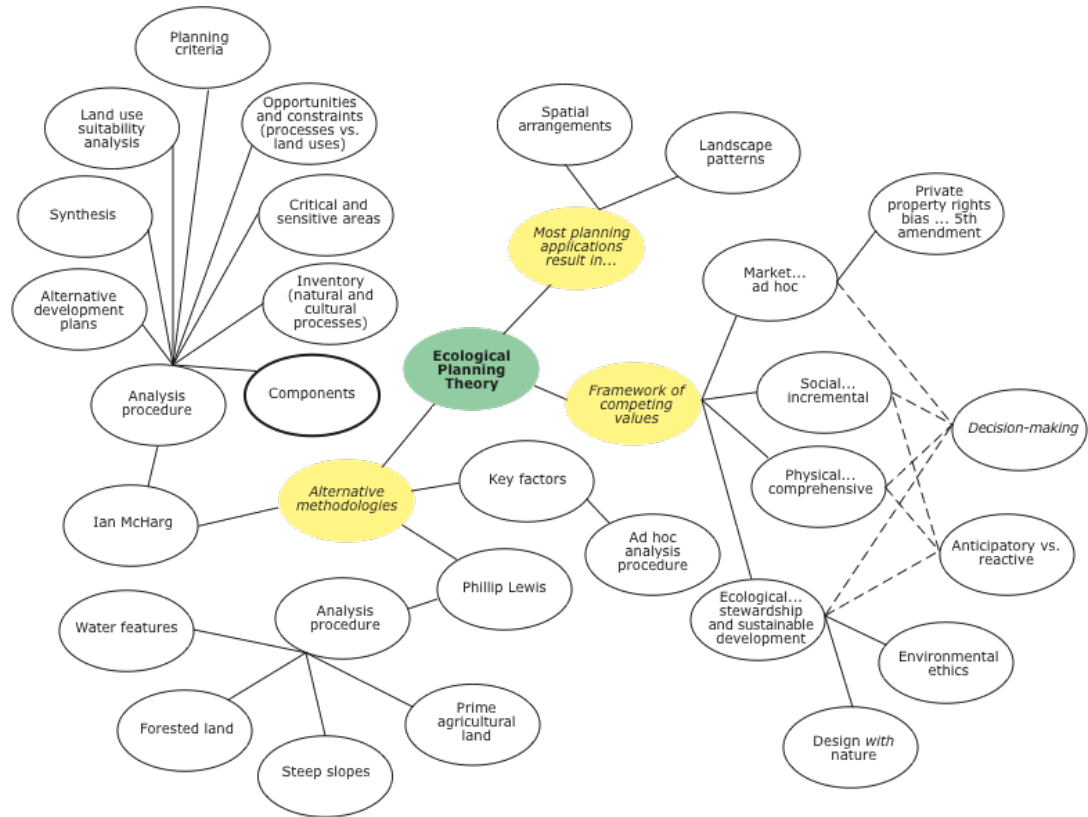 Planning
criteria
Land use
suitability
analysis
Opportunities
and constraints
(processes vs.
land uses)
Synthesis
Critical and
sensitive areas
Alternative
development
plans
Inventory
(natural and
cultural
processes)
Analysis
procedure
Components
Ian McHarg
Spatial
arrangements
Landscape
patterns
Most planning
applications
result in...
Ecological
Planning
Theory
Framework of
competing
values
Alternative
methodologies
Private
property rights
bias ... 5th
amendment
Market...
ad hoc
Social...
incremental
Physical...
comprehensive
Ecological...
stewardship
and sustainable
development
Decision-making
Anticipatory vs.
reactive
Environmental
ethics
Design with
nature
Key factors
Ad hoc
analysis
procedure
Phillip Lewis
Analysis
procedure
Water features
Forested land
Steep slopes
Prime
agricultural
land